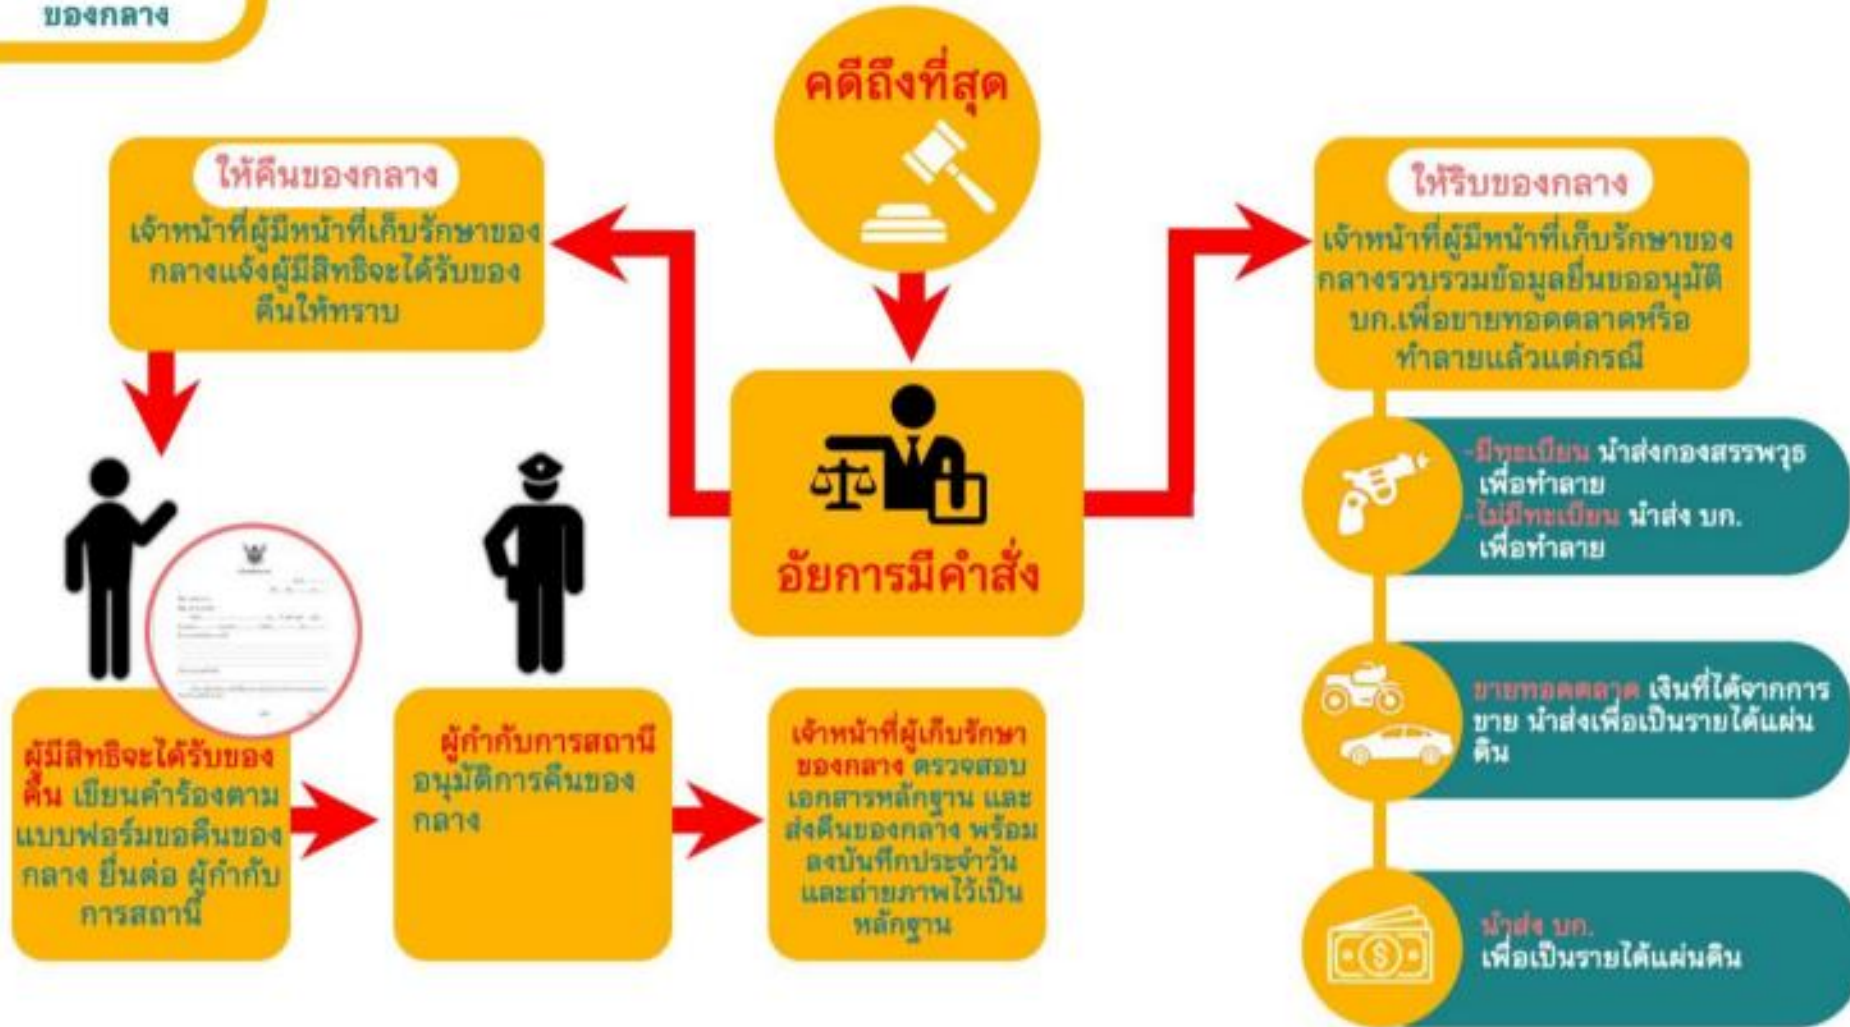 ของกลาง
คดีถึงที่สุด
ให้คืนของกลาง
เจ้าหน้าที่ผู้มีหน้าที่เก็บรักษาของ
กลางแจ้งผู้มีสิทธิจะได้รับของ
คืนให้ทราบ
ให้ริบของกลาง
เจ้าหน้าที่ผู้มีหน้าที่เก็บรักษาของ
กลางรวบรวมข้อมูลยื่นขออนุมัติ
บก.เพื่อขายทอดตลาดหรือ
ทำลายแล้วแต่กรณี
อัยการมีคำสั่ง
-มีทะเบียน นำส่งกองสรรพวุธ
เพื่อทำลาย
-ไม่มีทะเบียน นำส่ง บก.
เพื่อทำลาย
ขายทอดตลาด เงินที่ได้จากการ
ขาย นำส่งเพื่อเป็นรายได้แผ่น
ดิน
นำส่ง บก.
เพื่อเป็นรายได้แผ่นดิน
ผู้มีสิทธิจะได้รับของ
คืน เขียนคำร้องตาม
แบบฟอร์มขอคืนของ
กลาง ยื่นต่อ ผู้กำกับ
การสถานี
ผู้กำกับการสถานี
อนุมัติการคืนของ
กลาง
เจ้าหน้าที่ผู้เก็บรักษา
ของกลาง ตรวจสอบ
เอกสารหลักฐาน และ
ส่งคืนของกลาง พร้อม
ลงบันทึกประจำวัน
และถ่ายภาพไว้เป็น
หลักฐาน